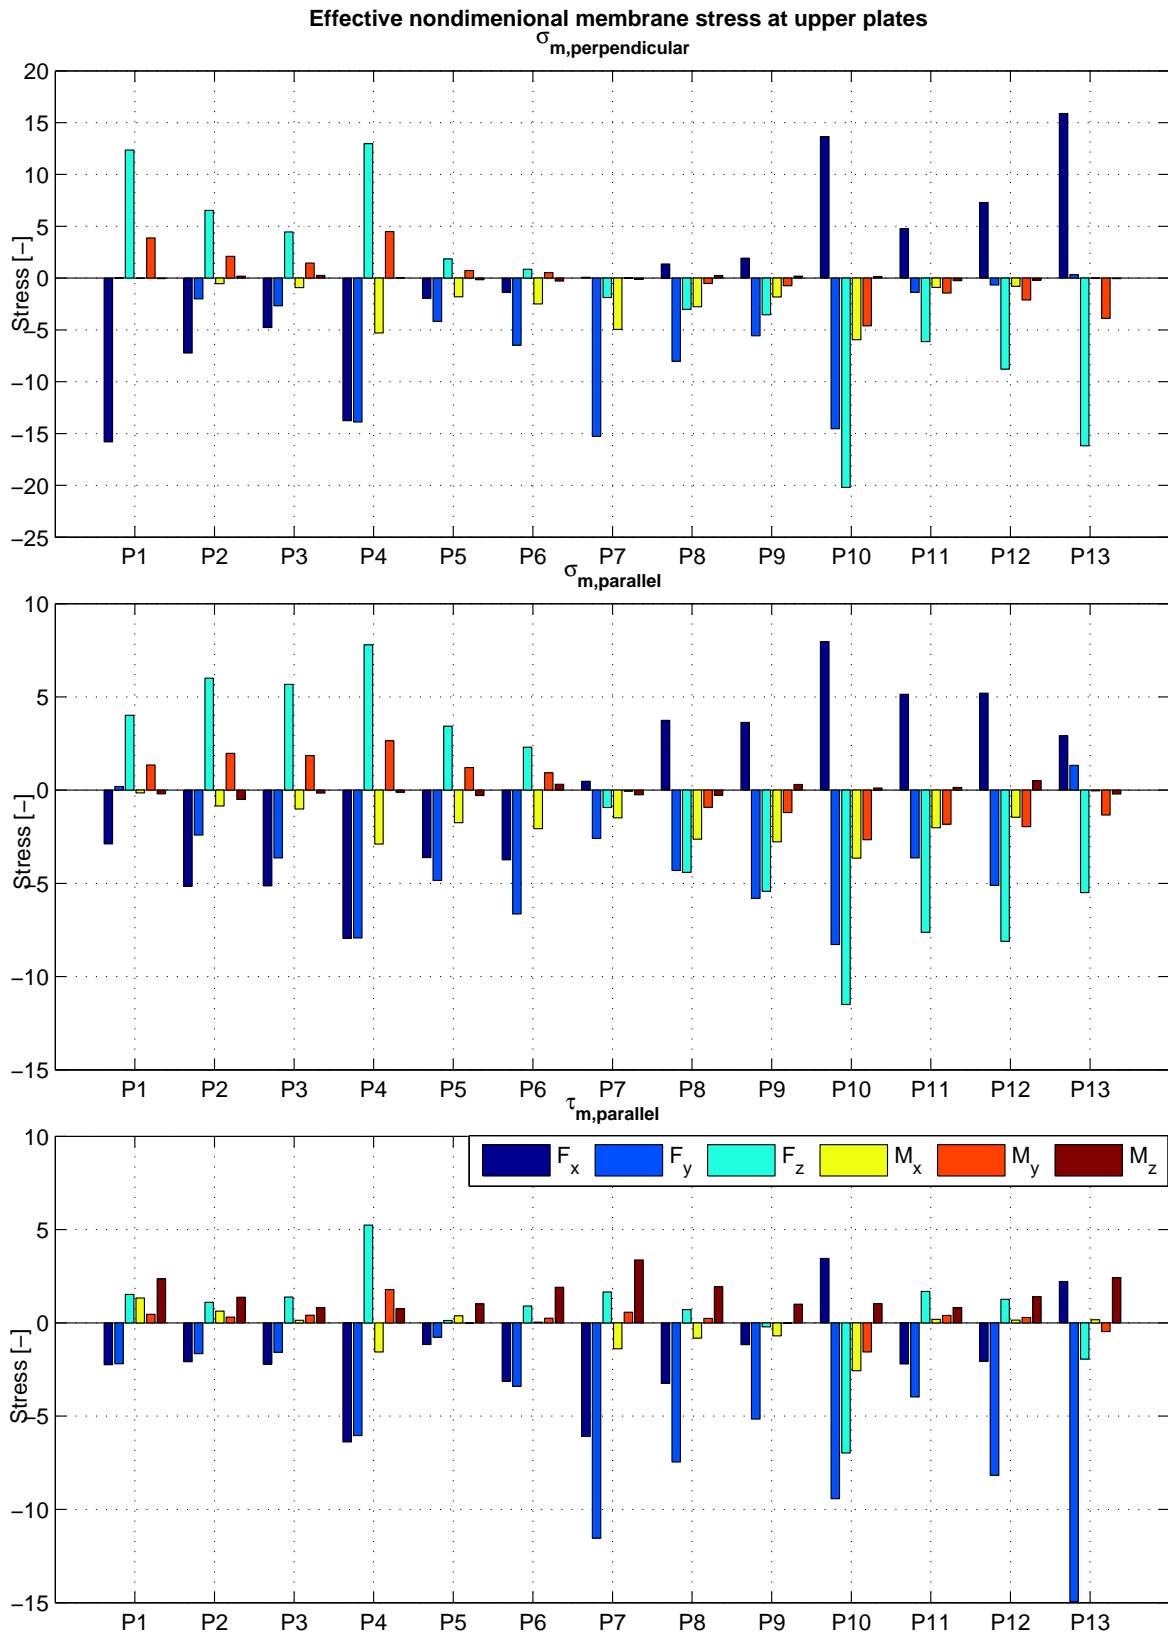 Effective nondimenional membrane stress at upper plates
σm,perpendicular
20
15
10
5
0
−5
−10
−15
−20
−25
Stress [−]
P1 P2 P3 P4 P5 P6 P7 P8 P9 P10 P11 P12 P13
σm,parallel
10
5
0
−5
−10
−15
Stress [−]
P1 P2 P3 P4 P5 P6 P7 P8 P9 P10 P11 P12 P13
τm,parallel
10
5
0
−5
−10
−15
Stress [−]
Fx Fy Fz Mx My Mz
P1 P2 P3 P4 P5 P6 P7 P8 P9 P10 P11 P12 P13